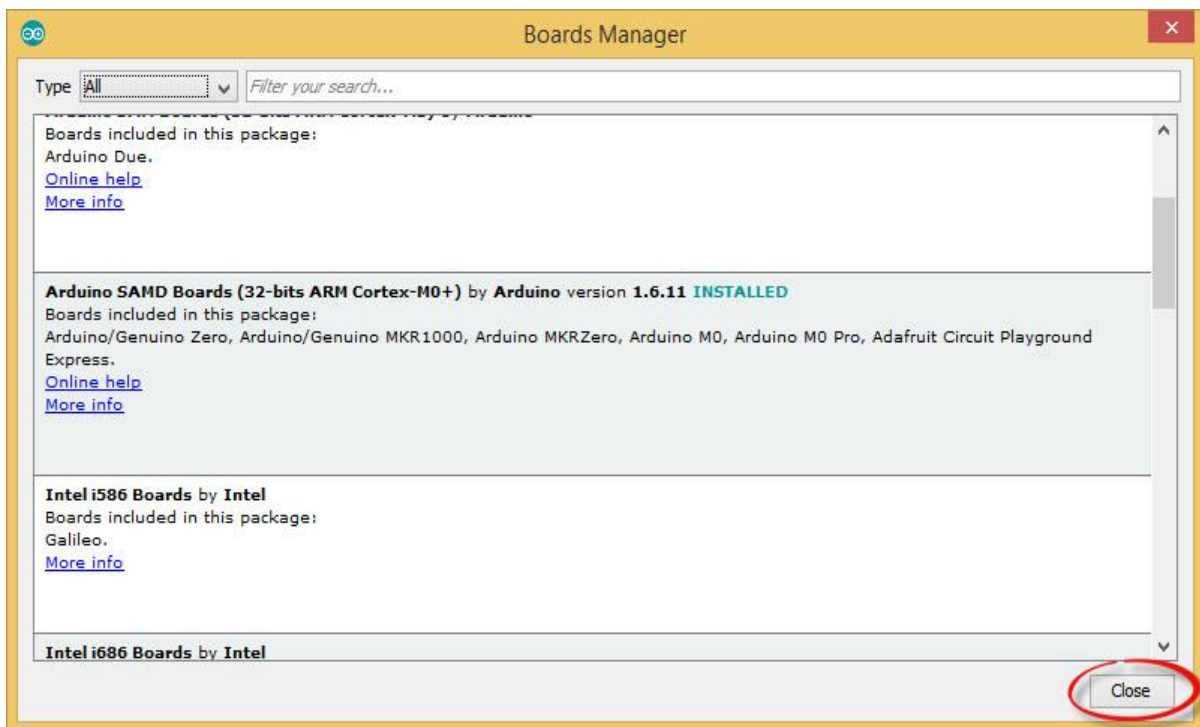 Boards Manager
Type All Filter your search...
Boards included in this package:
Arduino Due.
Online help
More info
Arduino SAMD Boards (32-bits ARM Cortex-M0+) by Arduino version 1.6.11 INSTALLED
Boards included in this package:
Arduino/Genuino Zero, Arduino/Genuino MKR1000, Arduino MKRZero, Arduino M0, Arduino M0 Pro, Adafruit Circuit Playground
Express.
Online help
More info
Intel i586 Boards by Intel
Boards included in this package:
Galileo.
More info
Intel i686 Boards by Intel
Close